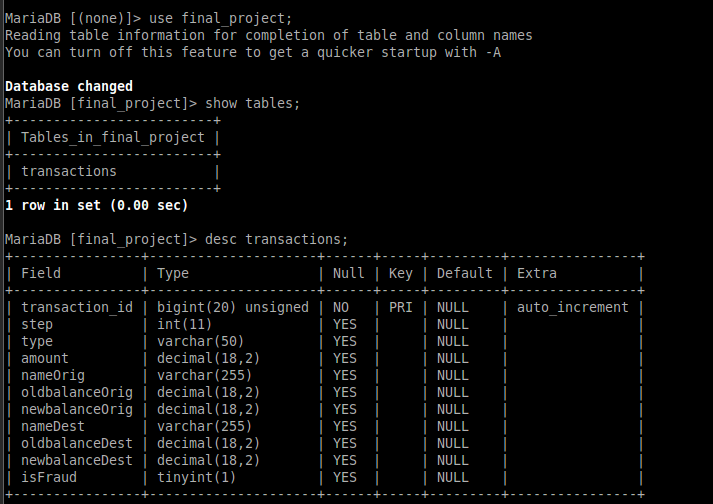 MariaDB [(none)]> use final_project;
Reading table information for completion of table and column names
You can turn off this feature to get a quicker startup with -A
Database changed
MariaDB [final_project]> show tables;
+-------------------------+
| Tables_in_final_project |
+-------------------------+
| transactions            |
+-------------------------+
1 row in set (0.00 sec)
MariaDB [final_project]> desc transactions;
+----------------+---------------------+------+-----+---------+----------------+
| Field          | Type                | Null | Key | Default | Extra          |
+----------------+---------------------+------+-----+---------+----------------+
| transaction_id | bigint(20) unsigned | NO   | PRI | NULL    | auto_increment |
| step           | int(11)             | YES  |     | NULL    |                |
| type           | varchar(50)         | YES  |     | NULL    |                |
| amount         | decimal(18,2)       | YES  |     | NULL    |                |
| nameOrig       | varchar(255)        | YES  |     | NULL    |                |
| oldbalanceOrig | decimal(18,2)       | YES  |     | NULL    |                |
| newbalanceOrig | decimal(18,2)       | YES  |     | NULL    |                |
| nameDest       | varchar(255)        | YES  |     | NULL    |                |
| oldbalanceDest | decimal(18,2)       | YES  |     | NULL    |                |
| newbalanceDest | decimal(18,2)       | YES  |     | NULL    |                |
| isFraud        | tinyint(1)          | YES  |     | NULL    |                |
+----------------+---------------------+------+-----+---------+----------------+